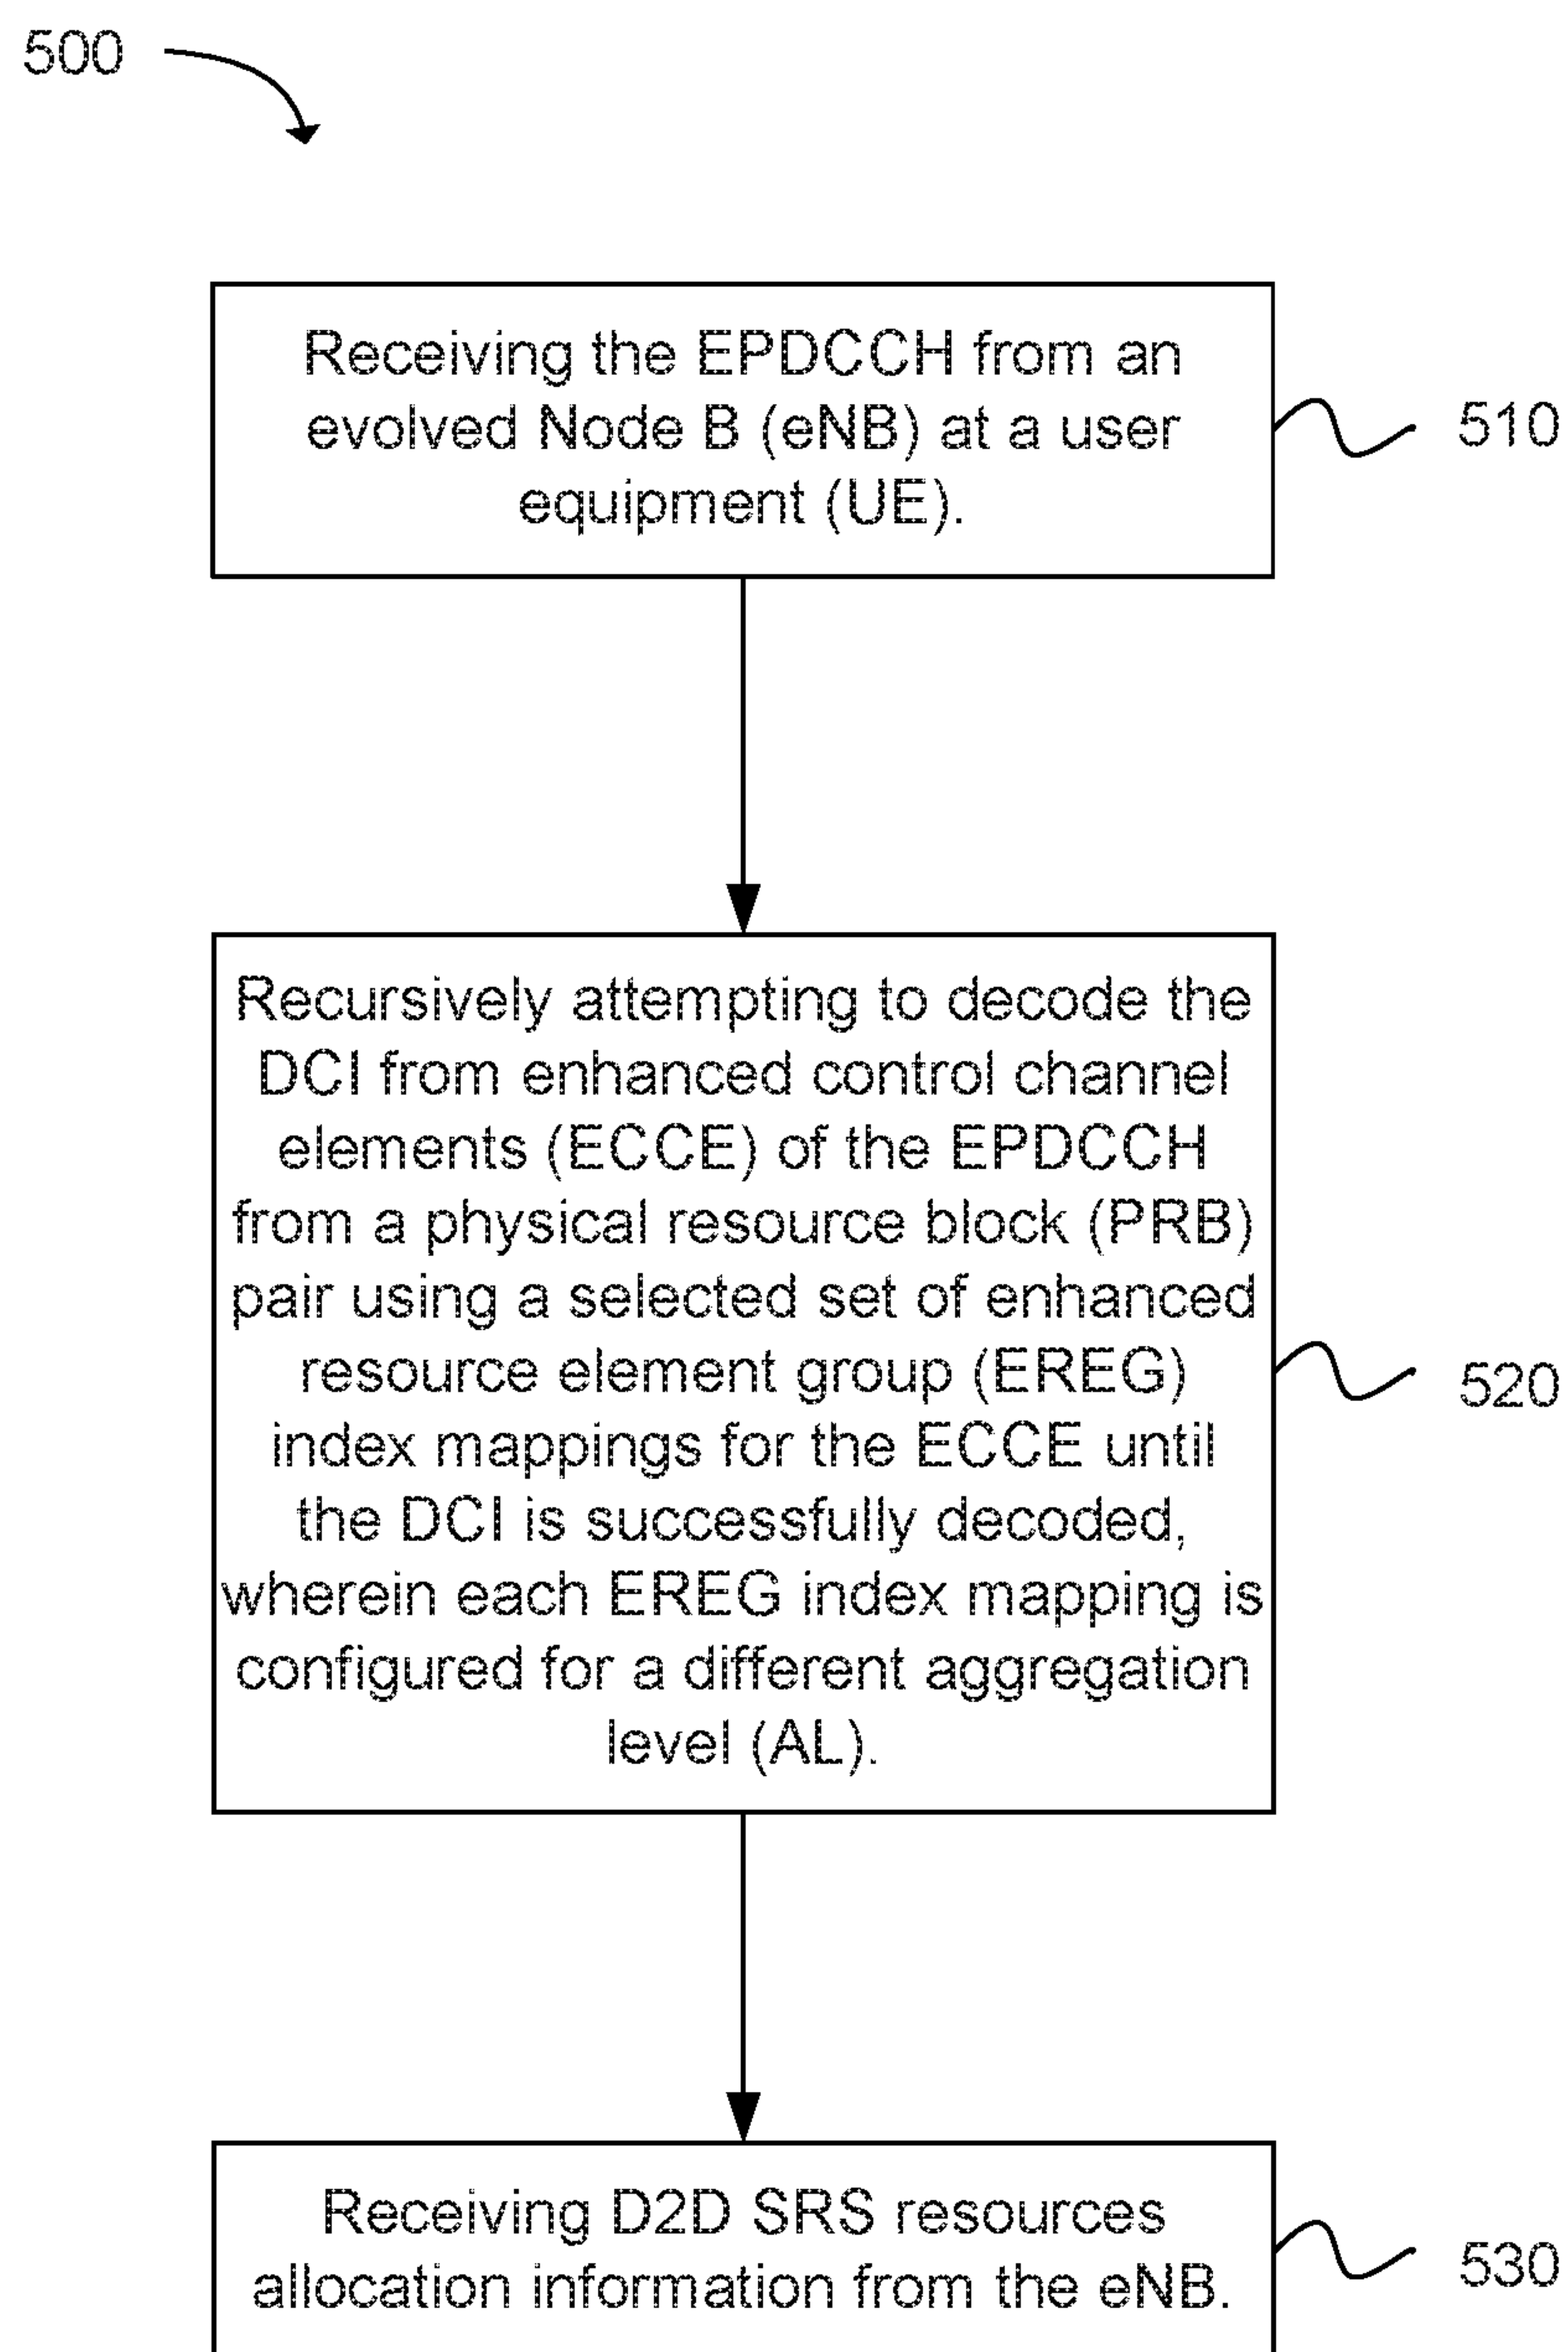 500
Receiving the EPDCCH from an
evolved Node B (eNB) at a user
equipment (UE).
510
Recursively attempting to decode the
DCI from enhanced control channel
elements (ECCE) of the EPDCCH
from a physical resource block (PRB)
pair using a selected set of enhanced
resource element group (EREG)
index mappings for the ECCE until
the DCI is successfully decoded,
wherein each EREG index mapping is
configured for a different aggregation
level (AL).
520
Receiving D2D SRS resources
allocation information from the eNB.
530